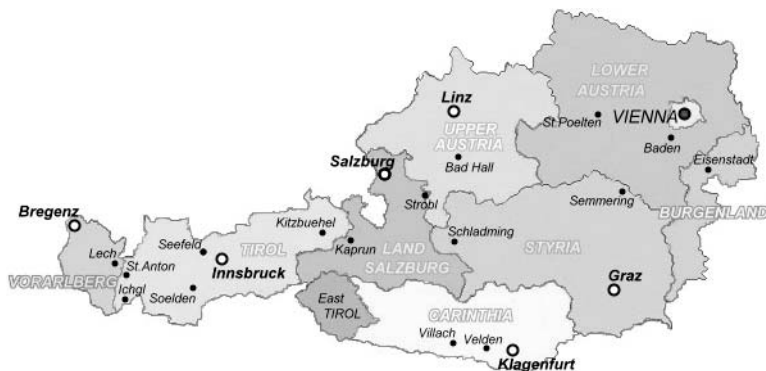 LOWER
AUSTRIA
Linz
VIENNA
St.Poelten
UPPER
AUSTRIA
Baden
Salzburg
Bad Hall
Eisenstadt
Strobl
Semmering
Bregenz
BURGENLAND
Kitzbuehel
Seefeld
TIROL
Kaprun
LAND
SALZBURG
Schladming
STYRIA
Lech
St.Anton
Innsbruck
VORARLBERG
Ichgl
Soelden
Graz
East
TIROL
CARINTHIA
Villach
Velden
Klagenfurt